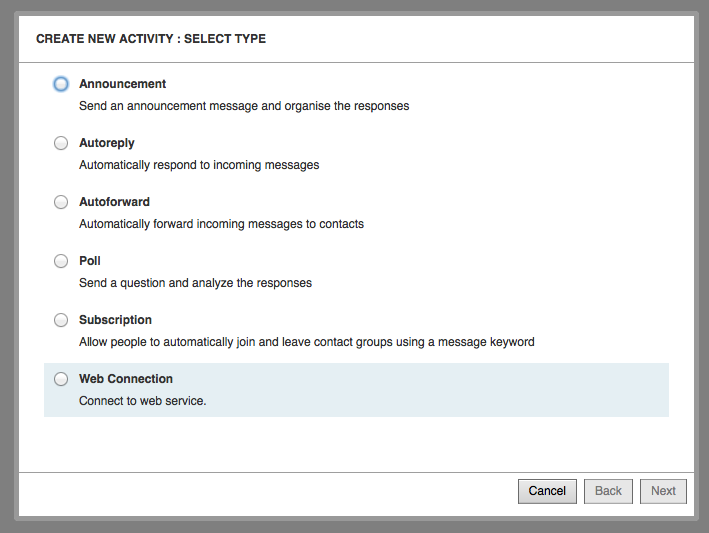 CREATE NEW ACTIVITY : SELECT TYPE
Announcement
Send an announcement message and organise the responses
Autoreply
Automatically respond to incoming messages
Autoforward
Automatically forward incoming messages to contacts
Poll
Send a question and analyze the responses
Subscription
Allow people to automatically join and leave contact groups using a message keyword
Web Connection
Connect to web service.
Cancel Back Next